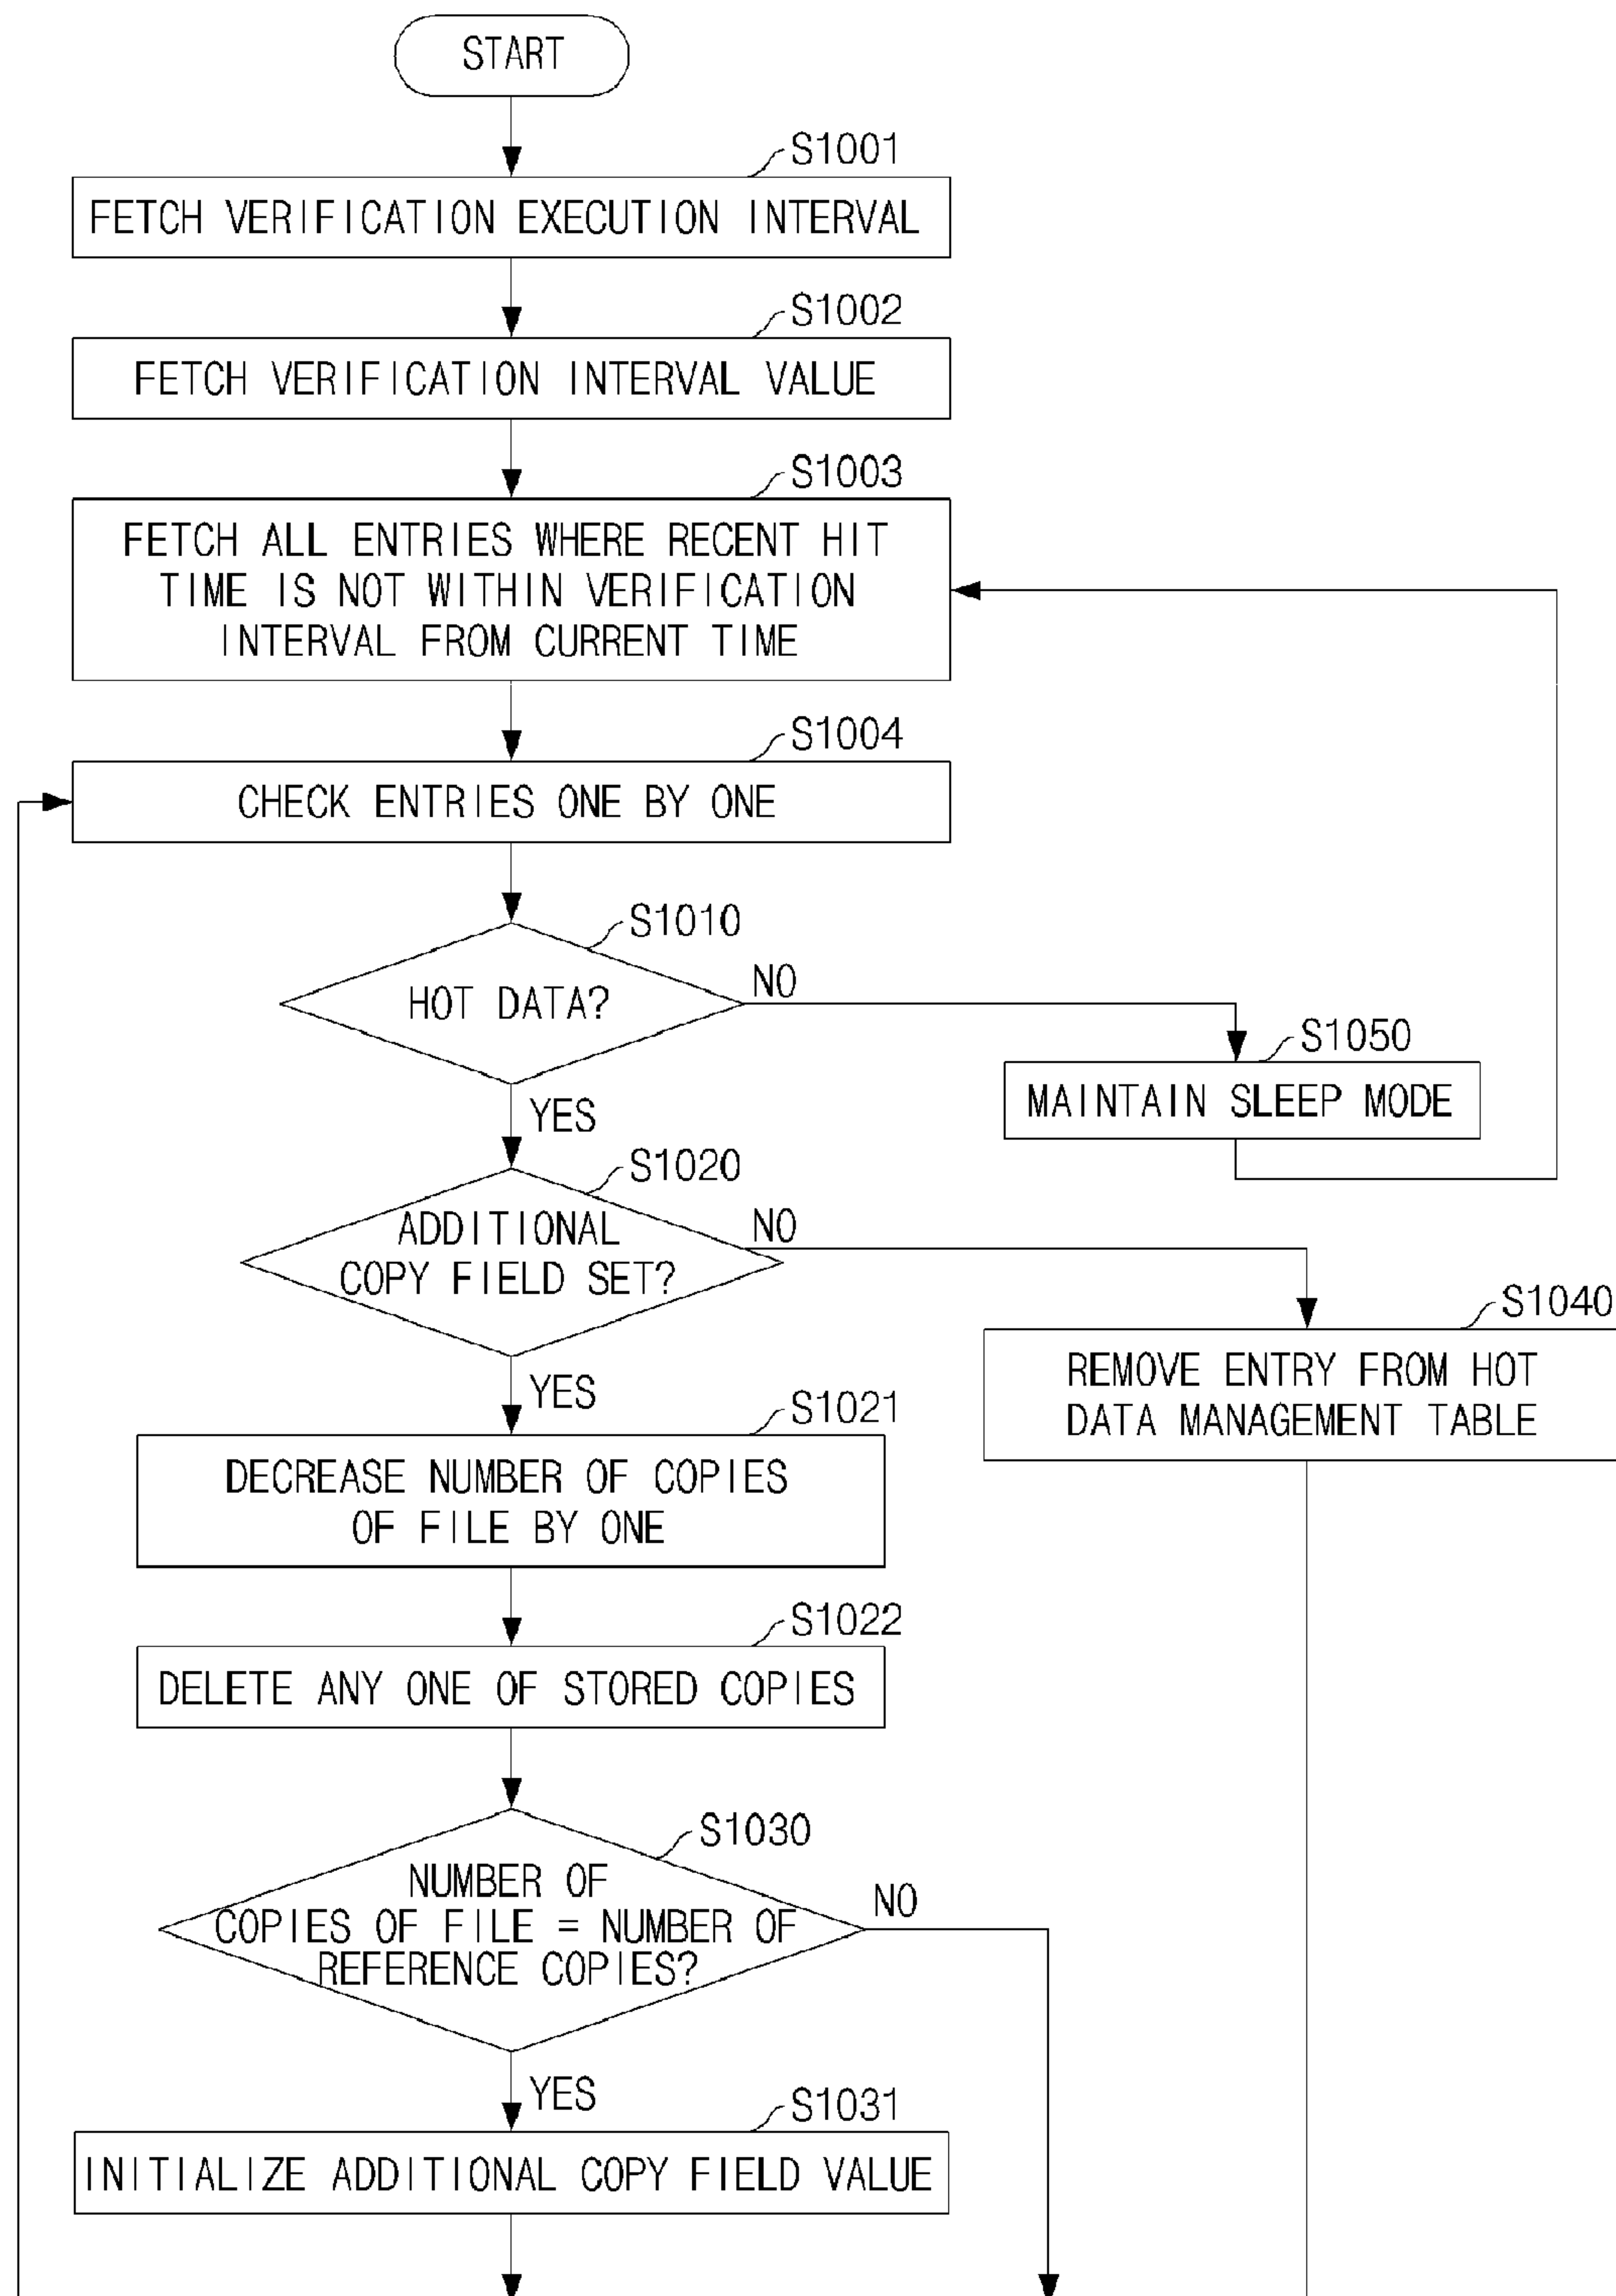 START
S1001
FETCH VERIFICATION EXECUTION INTERVAL
S1002
FETCH VERIFICATION INTERVAL VALUE
S1003
FETCH ALL ENTRIES WHERE RECENT HIT
TIME IS NOT WITHIN VERIFICATION
INTERVAL FROM CURRENT TIME
S1004
CHECK ENTRIES ONE BY ONE
S1010
HOT DATA?
NO
S1050
MAINTAIN SLEEP MODE
YES
S1020
ADDITIONAL
COPY FIELD SET?
NO
S1040
REMOVE ENTRY FROM HOT
DATA MANAGEMENT TABLE
YES
S1021
DECREASE NUMBER OF COPIES
OF FILE BY ONE
S1022
DELETE ANY ONE OF STORED COPIES
S1030
NUMBER OF
COPIES OF FILE = NUMBER OF
REFERENCE COPIES?
NO
YES
S1031
INITIALIZE ADDITIONAL COPY FIELD VALUE